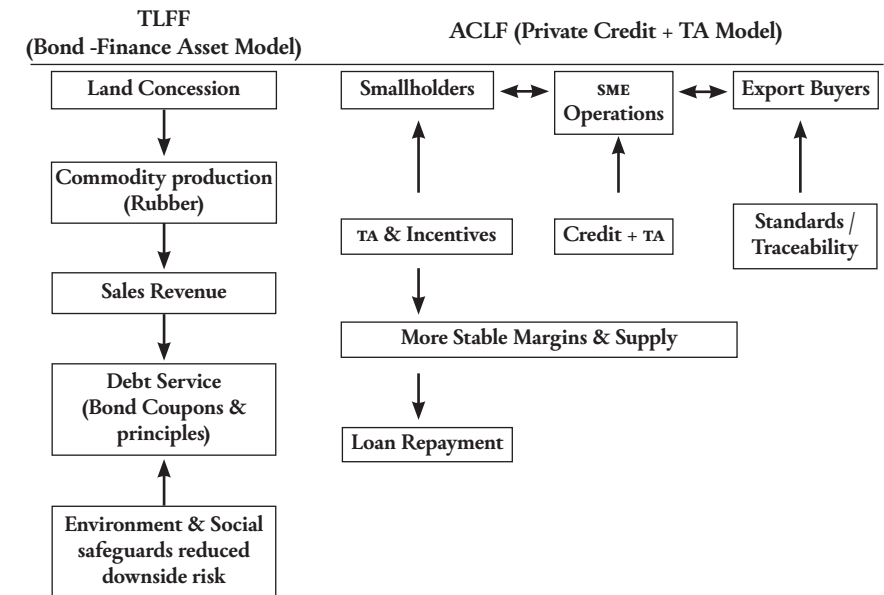 TLFF
(Bond -Finance Asset Model)
Land Concession
Commodity production
(Rubber)
Sales Revenue
Debt Service
(Bond Coupons &
principles)
Environment & Social
safeguards reduced
downside risk
ACLF (Private Credit + TA Model)
Smallholders
SME
Operations
Export Buyers
TA & Incentives
Credit + TA
Standards /
Traceability
More Stable Margins & Supply
Loan Repayment